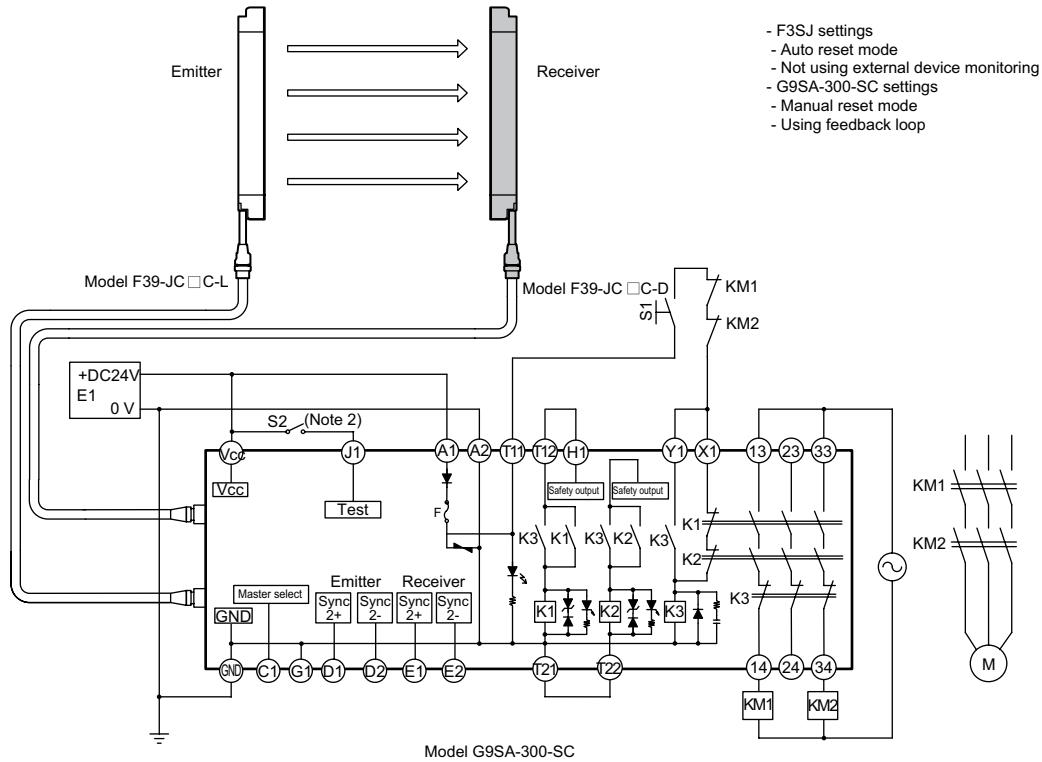 Emitter
Receiver
- F3SJ settings
- Auto reset mode
- Not using external device monitoring
- G9SA-300-SC settings
- Manual reset mode
- Using feedback loop
Model F39-JC□C-L
Model F39-JC□C-D
S1
KM1
KM2
+DC24V
E1
0 V
S2
(Note 2)
Vcc
J1
A1
A2
T11
T12
H1
Y1
X1
13
23
33
Vcc
Test
F
Safety output
Safety output
K3
K1
K3
K2
K3
K1
K2
K3
KM1
KM2
M
Master select
Emitter
Receiver
Sync 2+
Sync 2-
Sync 2+
Sync 2-
K1
K2
K3
GND
GND
C1
G1
D1
D2
E1
E2
T21
T22
14
24
34
KM1
KM2
Model G9SA-300-SC